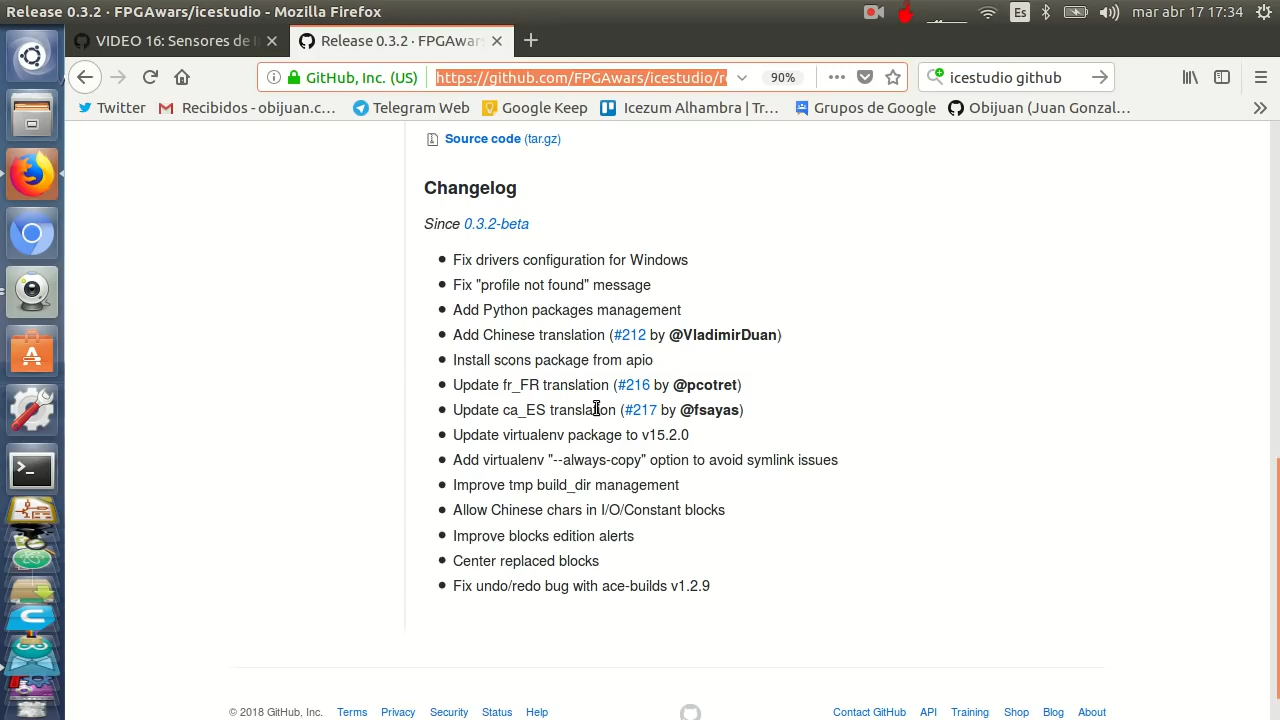 Release 0.3.2 · FPGAwars/icestudio - Mozilla Firefox
Es
mar abr 17 17:34
VIDEO 16: Sensores de I
Release 0.3.2 · FPGAwars
GitHub, Inc. (US)
https://github.com/FPGAwars/icestudio/re
90%
icestudio github
Twitter
Recibidos - obijuan.c…
Telegram Web
Google Keep
Icezum Alhambra | Tr…
Grupos de Google
Obijuan (Juan Gonzal…
Source code (tar.gz)
Changelog
Since 0.3.2-beta
Fix drivers configuration for Windows
Fix "profile not found" message
Add Python packages management
Add Chinese translation (#212 by @VladimirDuan)
Install scons package from apio
Update fr_FR translation (#216 by @pcotret)
Update ca_ES translation (#217 by @fsayas)
Update virtualenv package to v15.2.0
Add virtualenv "--always-copy" option to avoid symlink issues
Improve tmp build_dir management
Allow Chinese chars in I/O/Constant blocks
Improve blocks edition alerts
Center replaced blocks
Fix undo/redo bug with ace-builds v1.2.9
© 2018 GitHub, Inc.
Terms
Privacy
Security
Status
Help
Contact GitHub
API
Training
Shop
Blog
About